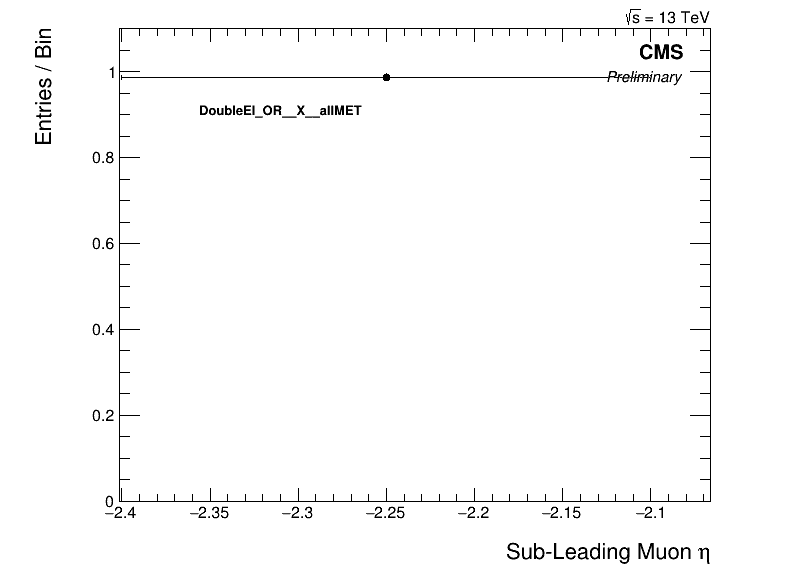 √s = 13 TeV
CMS
Preliminary
DoubleEl_OR__X__allMET
Entries / Bin
1
0.8
0.6
0.4
0.2
0
−2.4 −2.35 −2.3 −2.25 −2.2 −2.15 −2.1
Sub-Leading Muon η